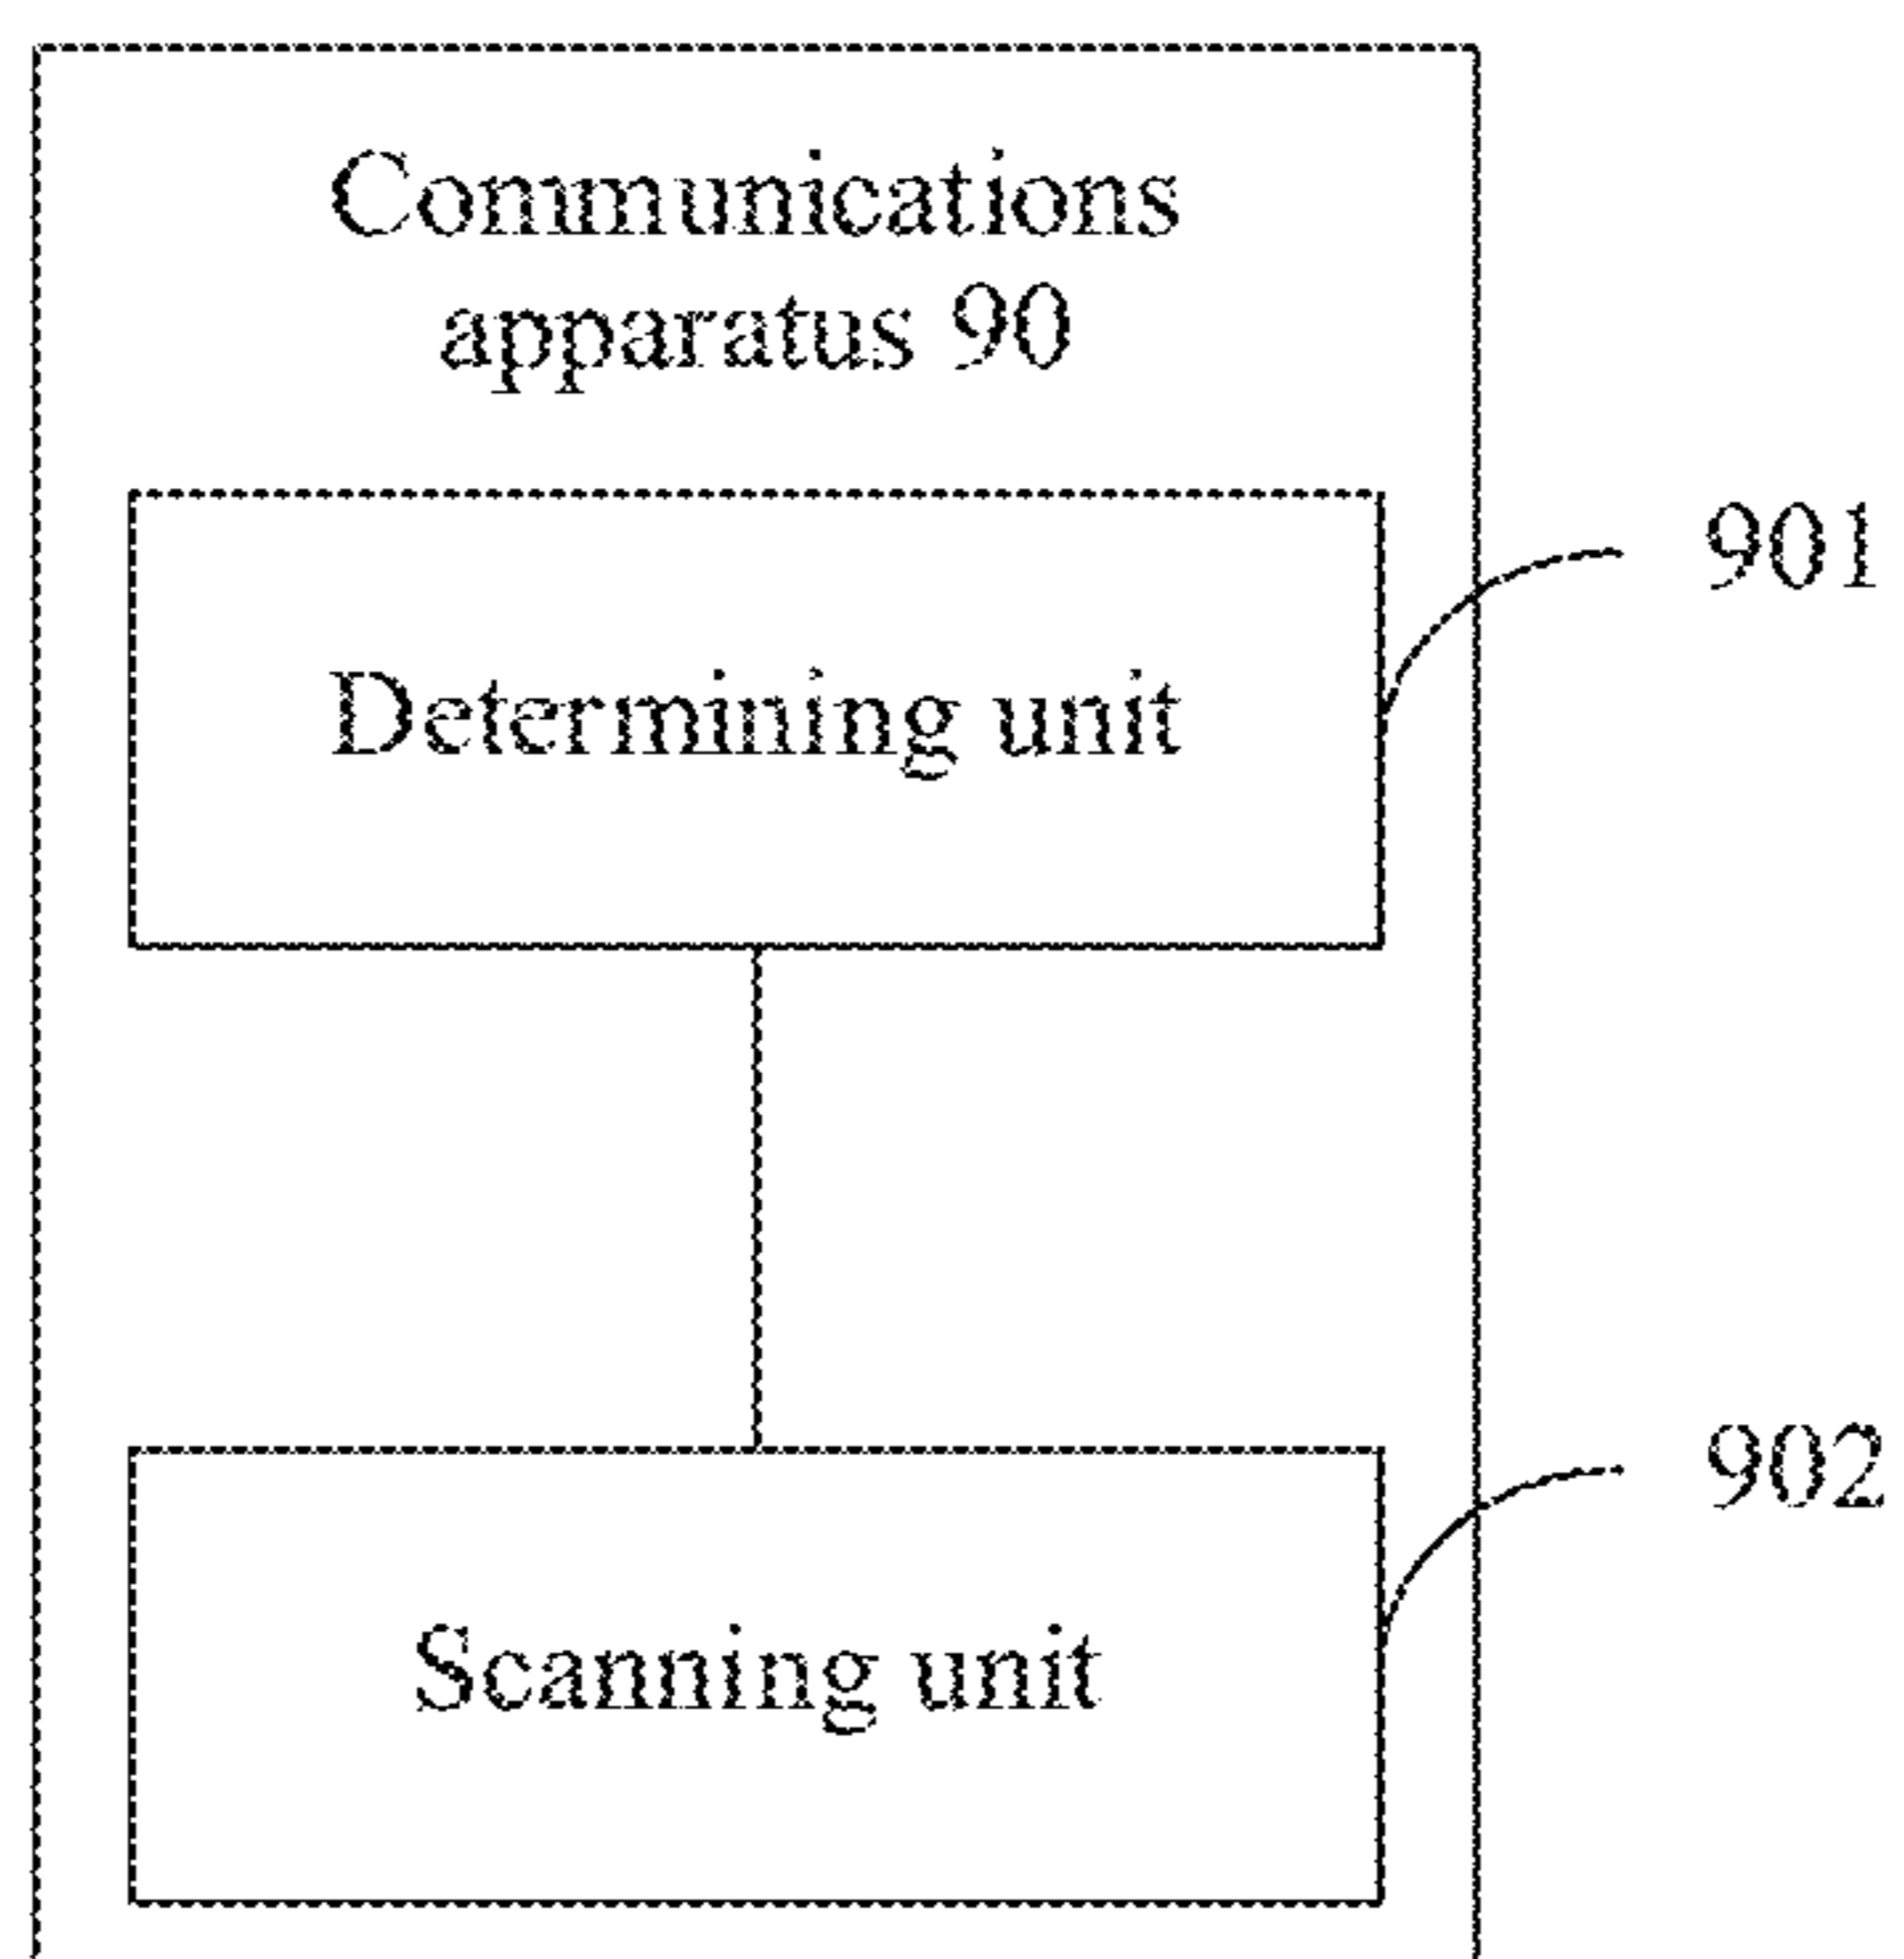 Communications
apparatus 90
901
Determining unit
902
Scanning unit